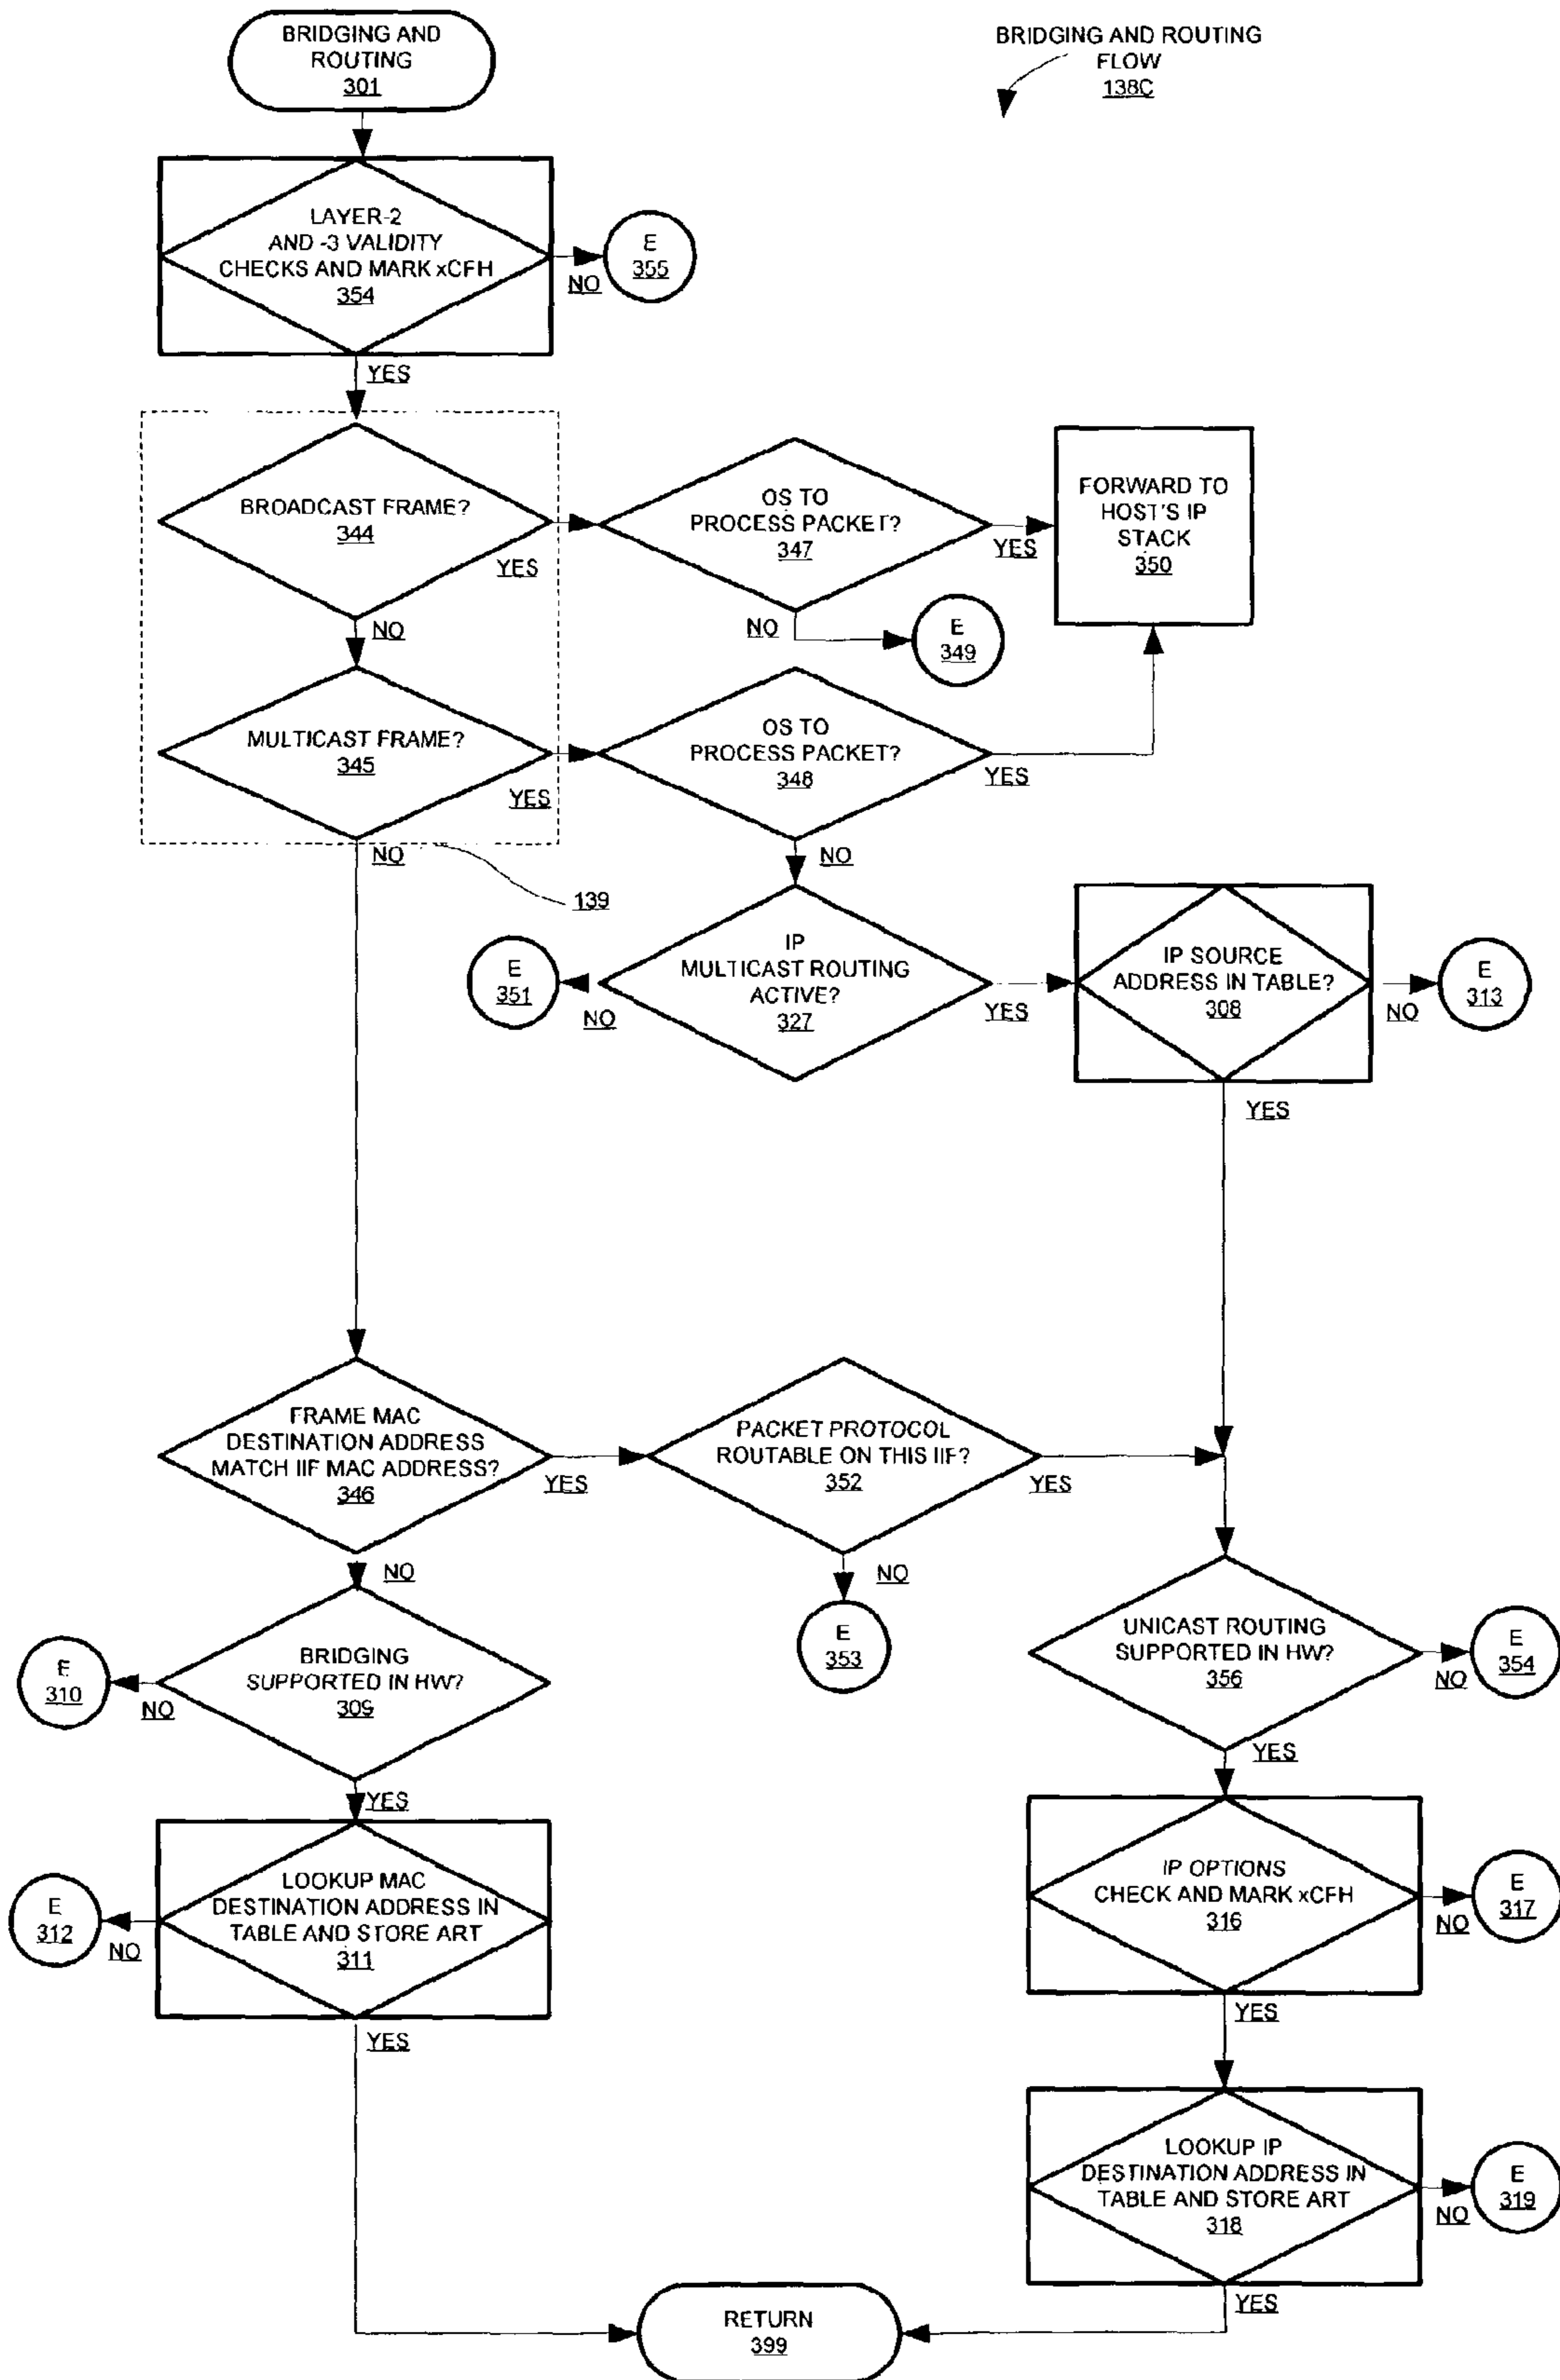 BRIDGING AND
ROUTING
301
BRIDGING AND ROUTING
FLOW
138C
LAYER-2
AND -3 VALIDITY
CHECKS AND MARK xCFH
354
NO
E
355
YES
BROADCAST FRAME?
344
YES
OS TO
PROCESS PACKET?
347
YES
FORWARD TO
HOST'S IP
STACK
350
NO
NO
E
349
MULTICAST FRAME?
345
YES
OS TO
PROCESS PACKET?
348
YES
NO
139
NO
IP
MULTICAST ROUTING
ACTIVE?
327
NO
E
351
YES
IP SOURCE
ADDRESS IN TABLE?
308
NO
E
313
YES
FRAME MAC
DESTINATION ADDRESS
MATCH IIF MAC ADDRESS?
346
YES
PACKET PROTOCOL
ROUTABLE ON THIS IIF?
352
YES
NO
NO
E
353
BRIDGING
SUPPORTED IN HW?
309
NO
E
310
UNICAST ROUTING
SUPPORTED IN HW?
356
NO
E
354
YES
YES
LOOKUP MAC
DESTINATION ADDRESS IN
TABLE AND STORE ART
311
NO
E
312
IP OPTIONS
CHECK AND MARK xCFH
316
NO
E
317
YES
YES
LOOKUP IP
DESTINATION ADDRESS IN
TABLE AND STORE ART
318
NO
E
319
YES
RETURN
399